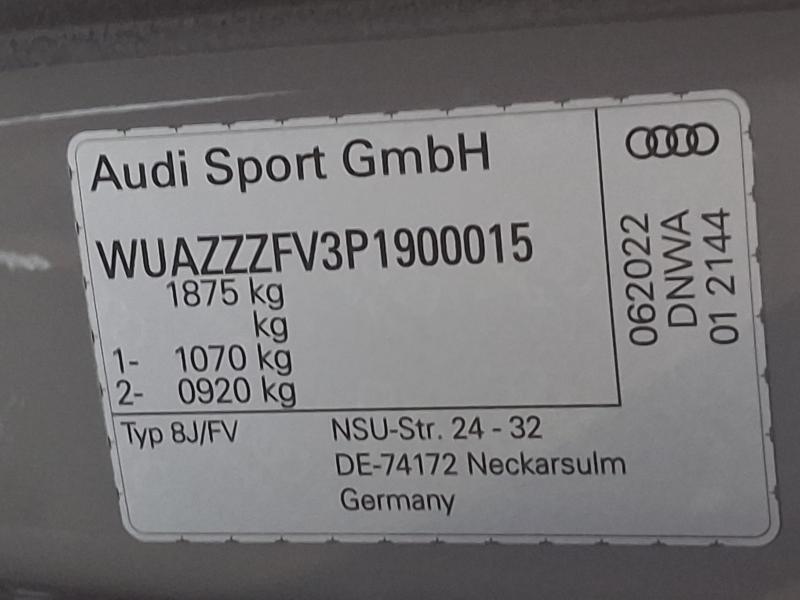 Audi Sport GmbH
WUAZZZFV3P1900015
1875 kg
kg
1- 1070 kg
2- 0920 kg
Typ 8J/FV
NSU-Str. 24 - 32
DE-74172 Neckarsulm
Germany
062022
DNWA
01 2144